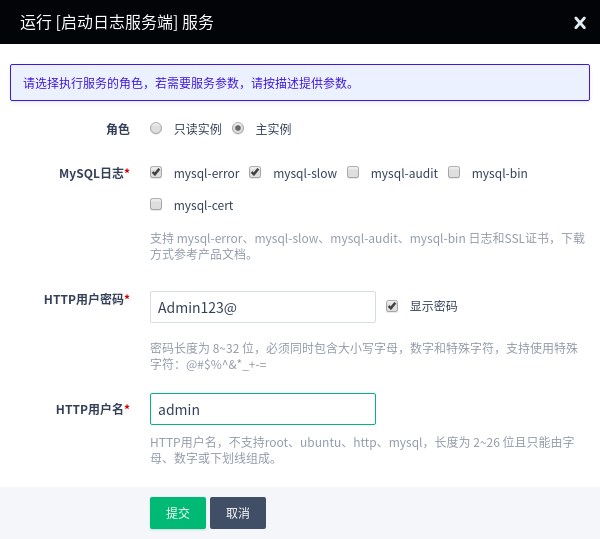 运行 [启动日志服务端] 服务
请选择执行服务的角色，若需要服务参数，请按描述提供参数。
角色 只读实例 主实例
MySQL日志* mysql-error mysql-slow mysql-audit mysql-bin
mysql-cert
支持 mysql-error、mysql-slow、mysql-audit、mysql-bin 日志和SSL证书，下载
方式参考产品文档。
HTTP用户密码* Admin123@ 显示密码
密码长度为 8~32 位，必须同时包含大小写字母，数字和特殊字符，支持使用特殊
字符：@#$%^&*_+-=
HTTP用户名* admin
HTTP用户名，不支持root、ubuntu、http、mysql，长度为 2~26 位且只能由字
母、数字或下划线组成。
提交 取消